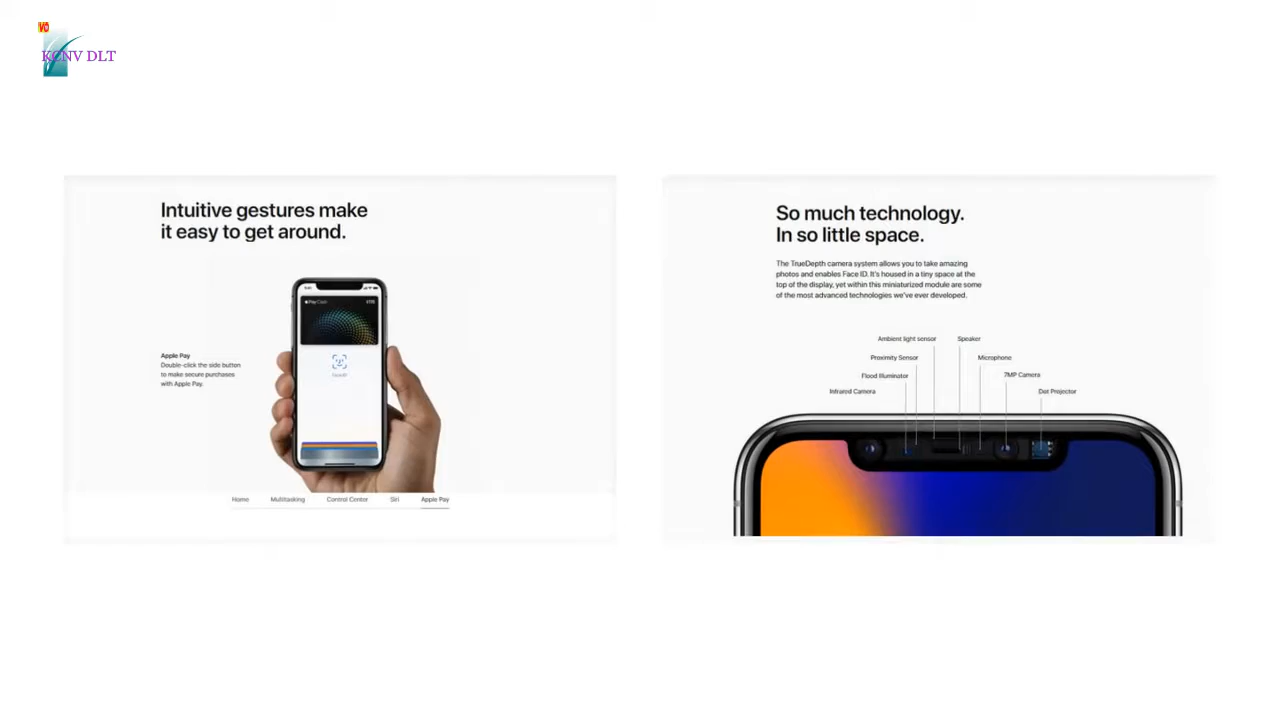 VO
KCNV DLT
Intuitive gestures make
it easy to get around.
Apple Pay
Double-click the side button
to make secure purchases
with Apple Pay.
Home
Multitasking
Control Center
Siri
Apple Pay
So much technology.
In so little space.
The TrueDepth camera system allows you to take amazing
photos and enables Face ID. It's housed in a tiny space at the
top of the display, yet within this miniaturized module are some
of the most advanced technologies we've ever developed.
Ambient light sensor
Speaker
Proximity Sensor
Microphone
Flood Illuminator
7MP Camera
Infrared Camera
Dot Projector